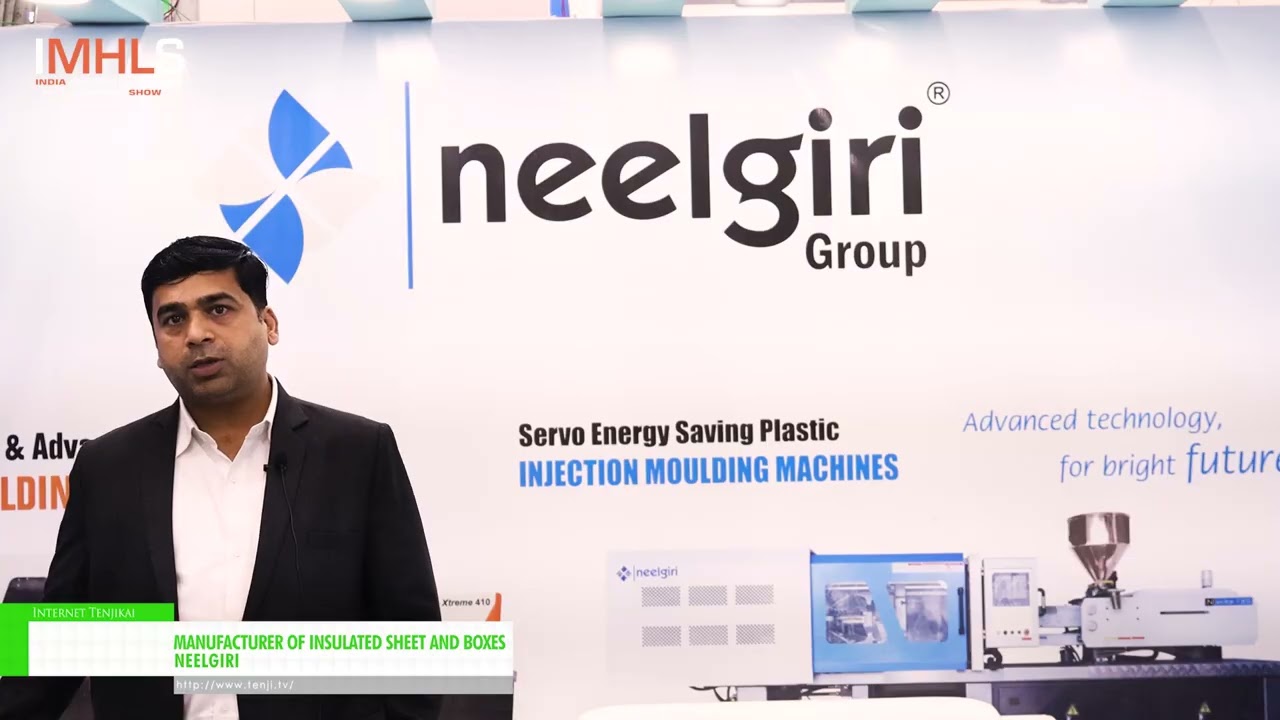 IMHLS
INDIA
SHOW
neelgiri ®
Group
& Adva
LDIN
Servo Energy Saving Plastic
INJECTION MOULDING MACHINES
Advanced technology,
for bright future
neelgiri
Xtreme 410
INTERNET TENJIKAI
MANUFACTURER OF INSULATED SHEET AND BOXES
NEELGIRI
http://www.tenji.tv/